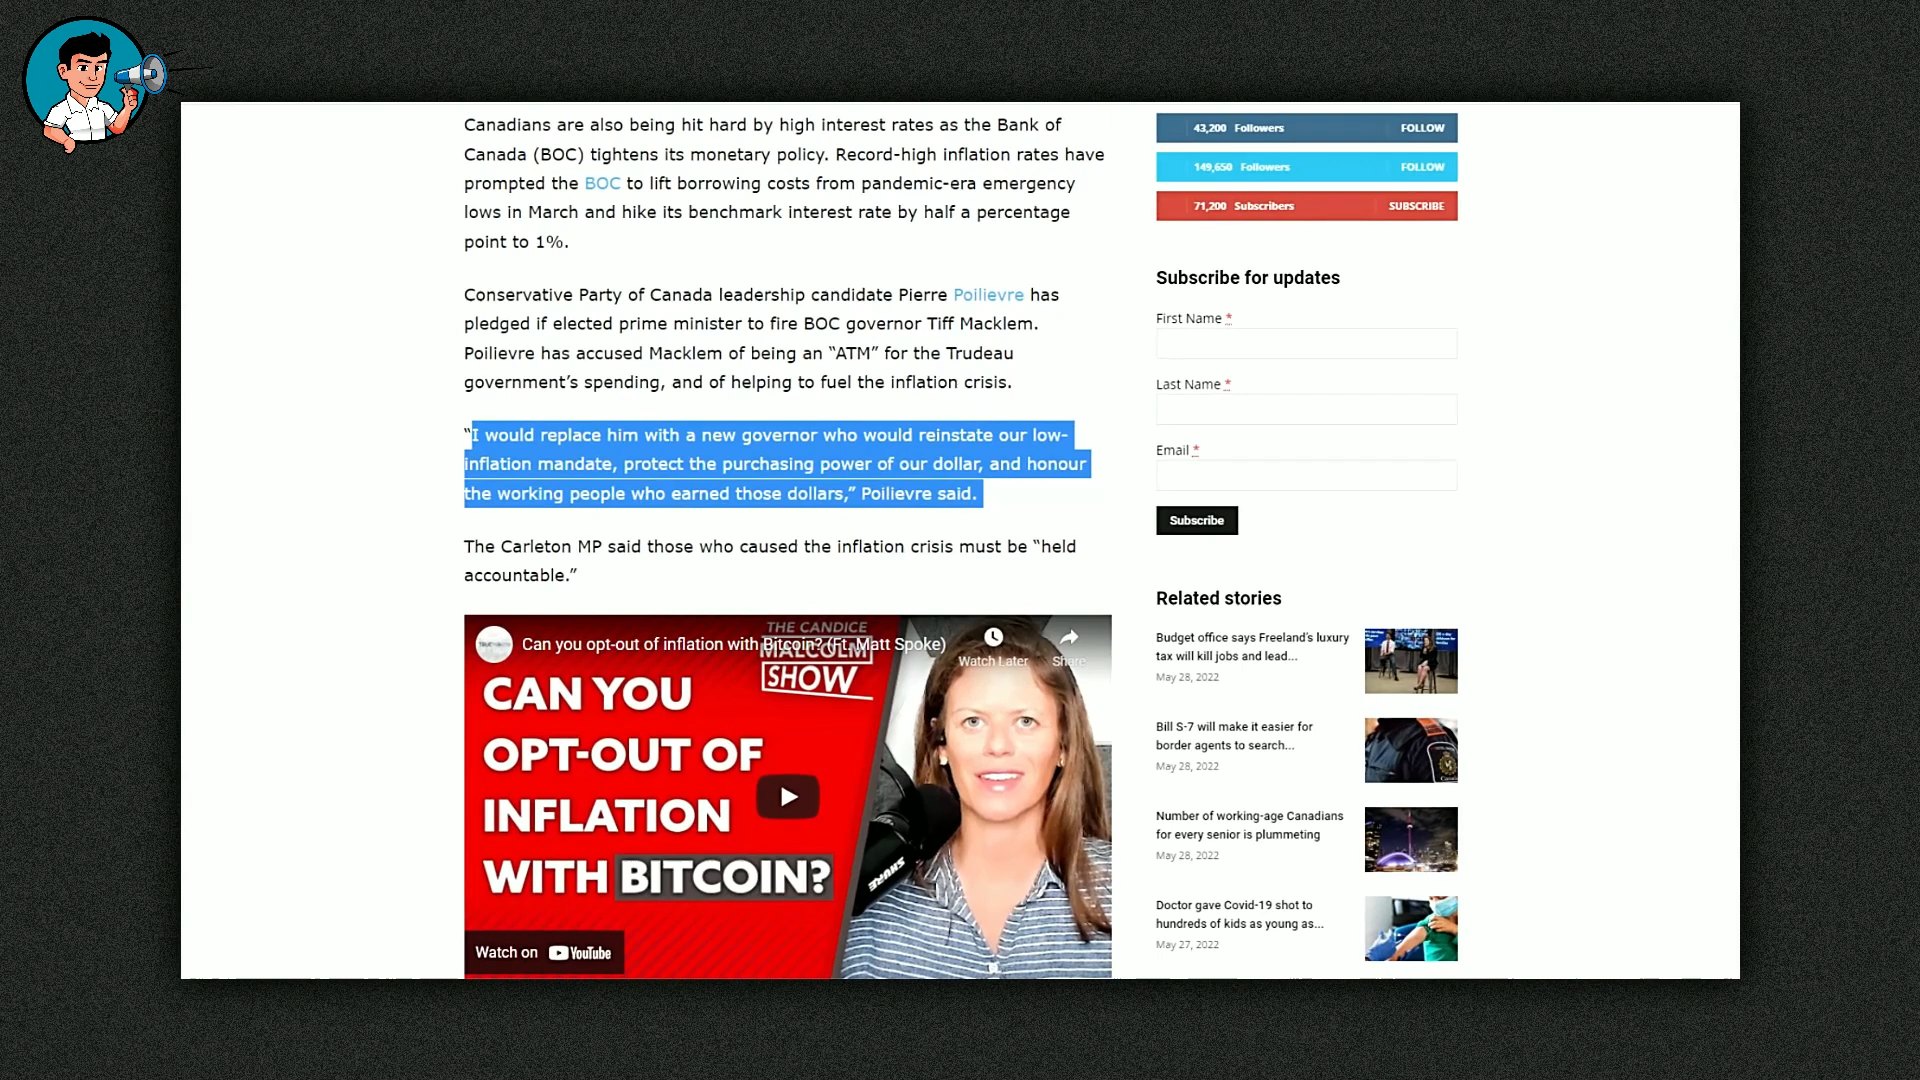 Canadians are also being hit hard by high interest rates as the Bank of
Canada (BOC) tightens its monetary policy. Record-high inflation rates have
prompted the BOC to lift borrowing costs from pandemic-era emergency
lows in March and hike its benchmark interest rate by half a percentage
point to 1%.
Conservative Party of Canada leadership candidate Pierre Poilievre has
pledged if elected prime minister to fire BOC governor Tiff Macklem.
Poilievre has accused Macklem of being an “ATM” for the Trudeau
government’s spending, and of helping to fuel the inflation crisis.
“I would replace him with a new governor who would reinstate our low-
inflation mandate, protect the purchasing power of our dollar, and honour
the working people who earned those dollars,” Poilievre said.
The Carleton MP said those who caused the inflation crisis must be “held
accountable.”
Can you opt-out of inflation with Bitcoin? (Ft. Matt Spoke)
Watch Later
Share
THE CANDICE
MALCOLM
SHOW
CAN YOU
OPT-OUT OF
INFLATION
WITH BITCOIN?
SHURE
Watch on YouTube
43,200 Followers FOLLOW
149,650 Followers FOLLOW
71,200 Subscribers SUBSCRIBE
Subscribe for updates
First Name *
Last Name *
Email *
Subscribe
Related stories
Budget office says Freeland’s luxury
tax will kill jobs and lead...
May 28, 2022
Bill S-7 will make it easier for
border agents to search...
May 28, 2022
Number of working-age Canadians
for every senior is plummeting
May 28, 2022
Doctor gave Covid-19 shot to
hundreds of kids as young as...
May 27, 2022